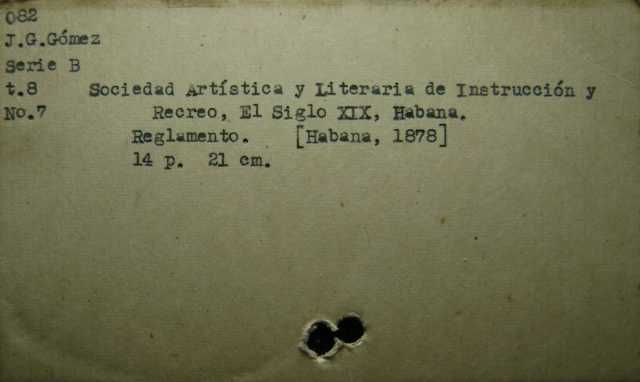 082
J.G.Gómez
Serie B
t.8 Sociedad Artística y Literaria de Instrucción y
No.7 Recreo, El Siglo XIX, Habana.
Reglamento. [Habana, 1878]
14 p. 21 cm.